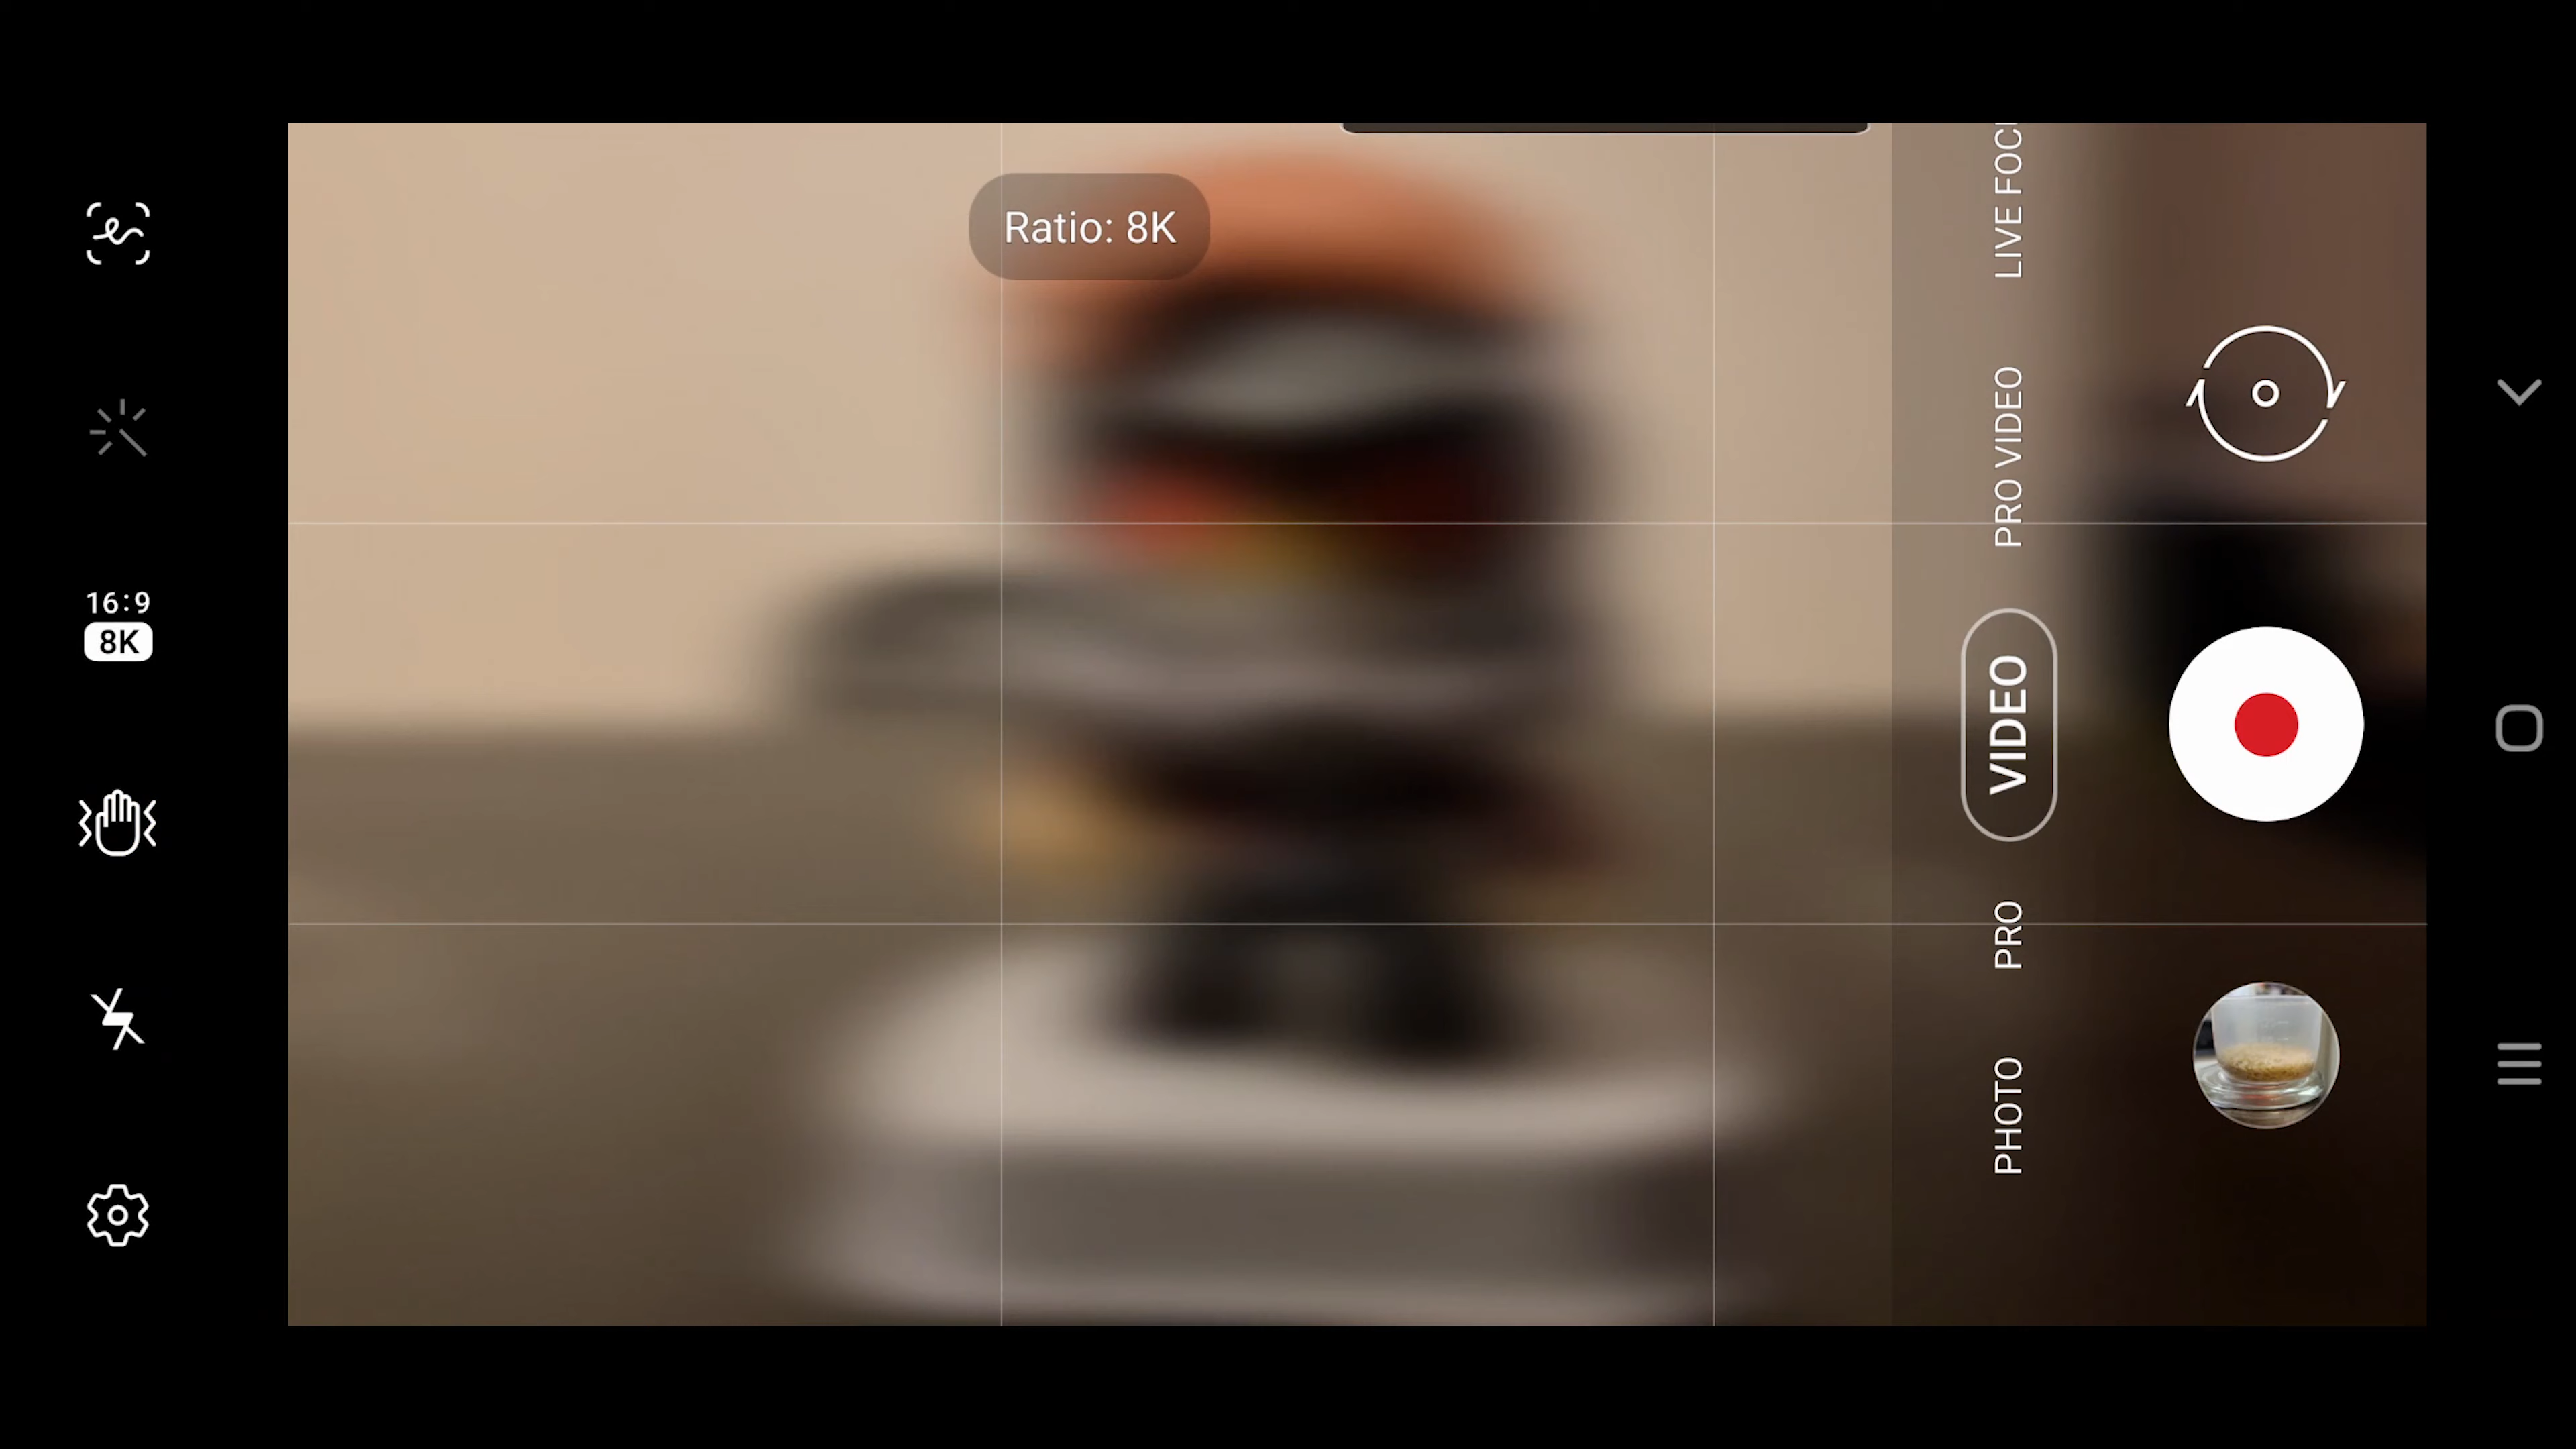 Ratio: 8K
16:9
8K
LIVE FOC
PRO VIDEO
VIDEO
PRO
PHOTO